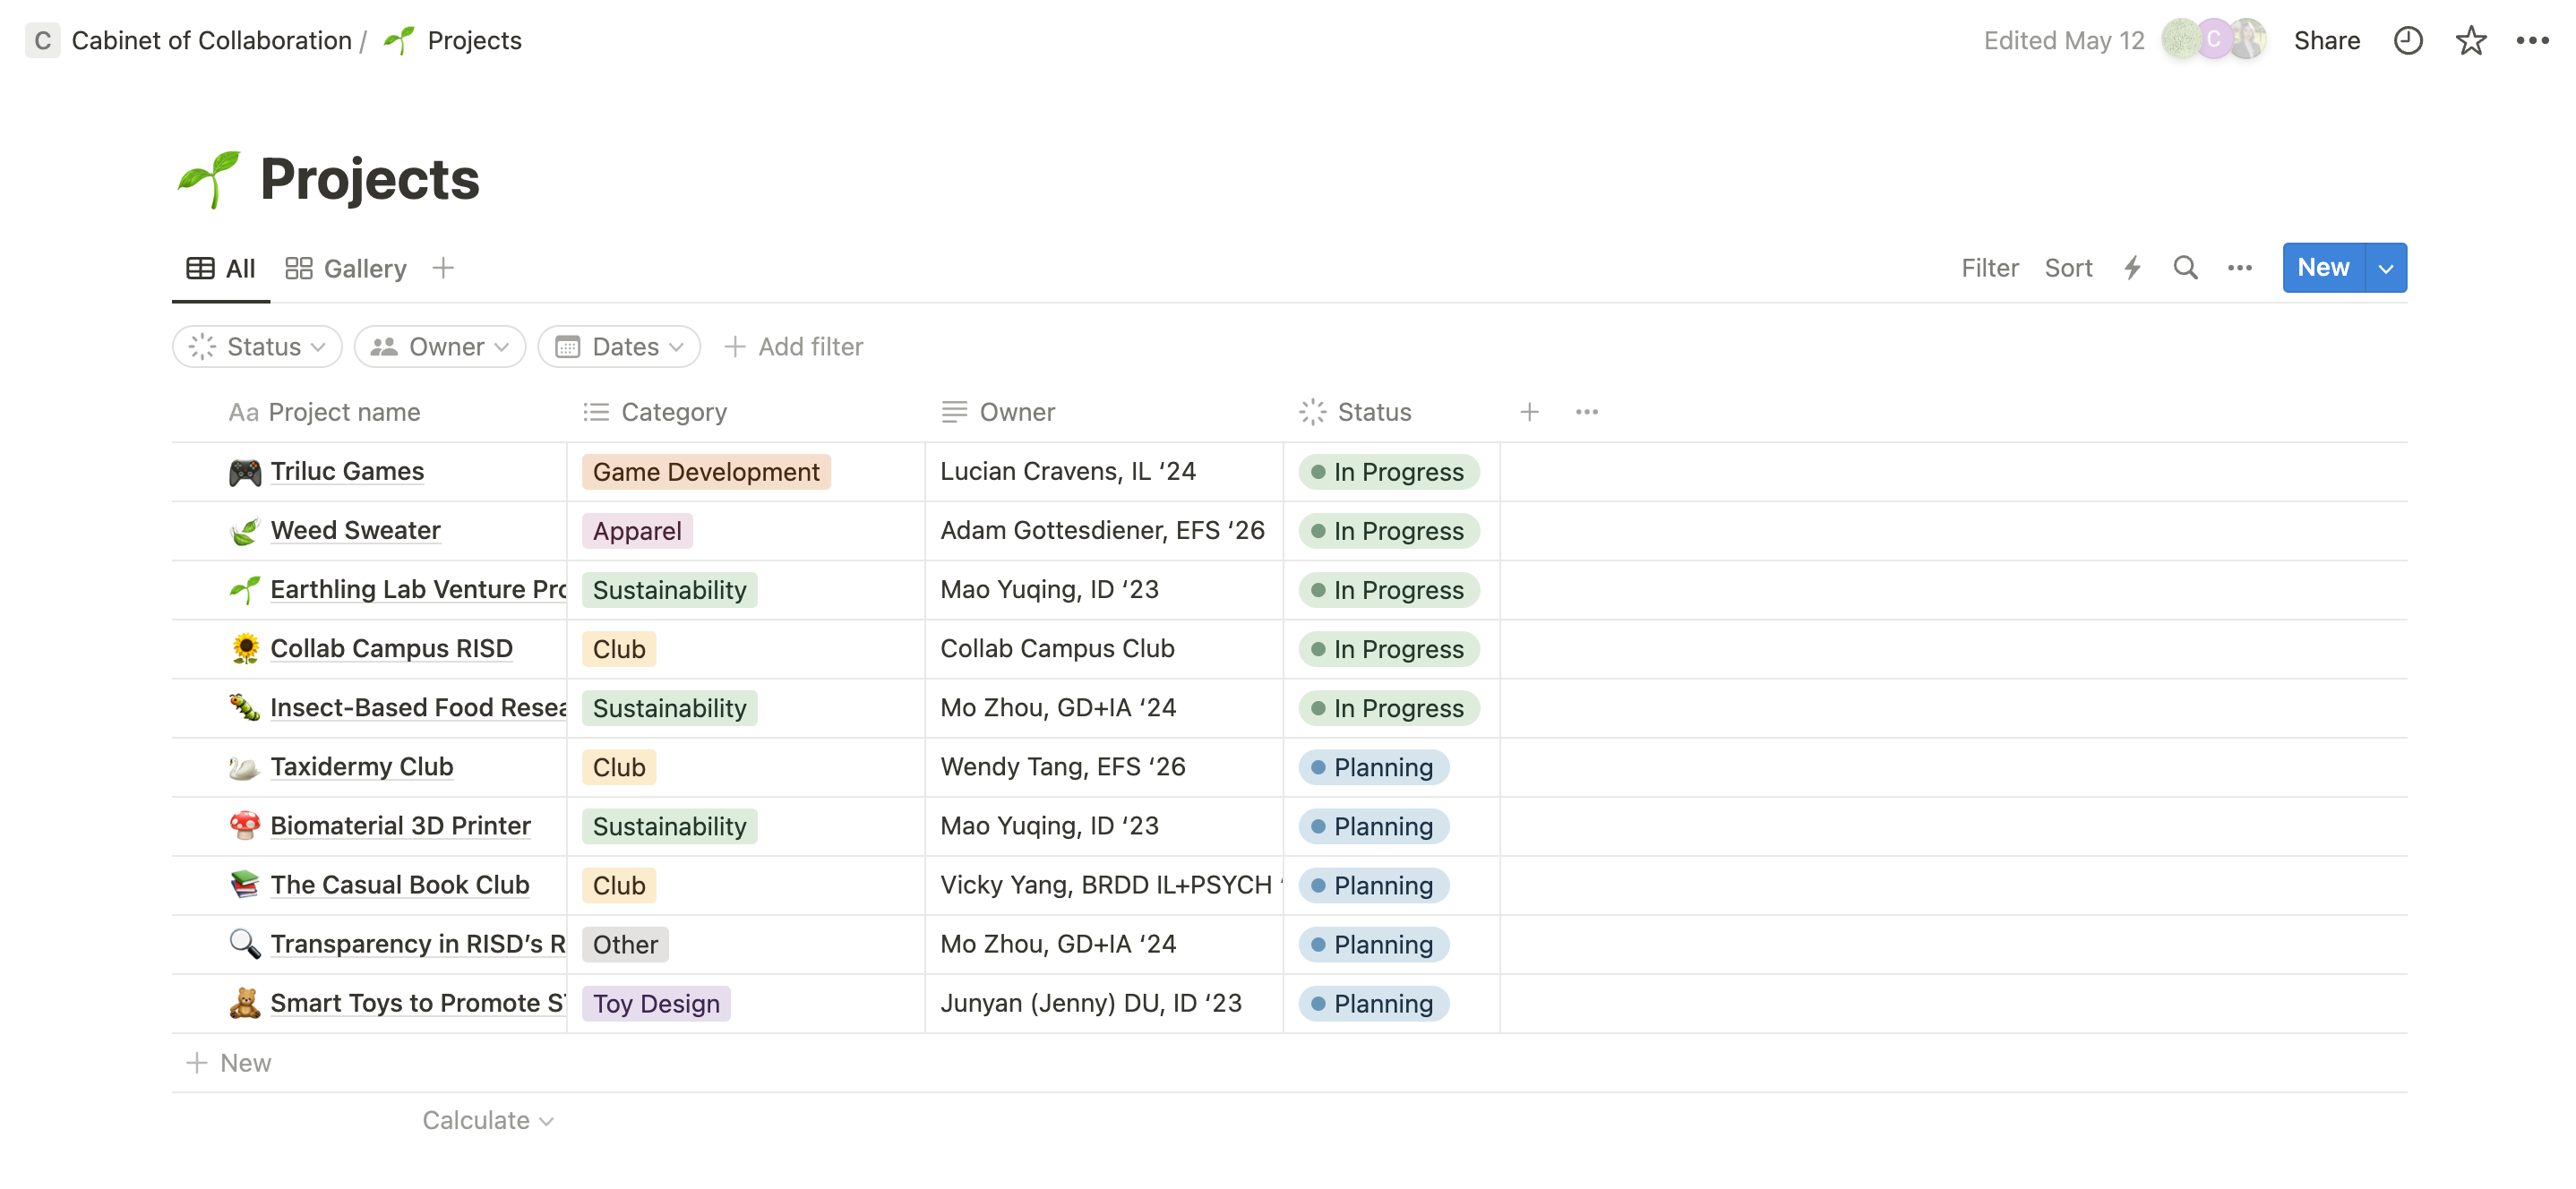 C Cabinet of Collaboration / Projects
Edited May 12 C Share
Projects
All Gallery
Filter Sort New
Status Owner Dates Add filter
Aa Project name Category Owner Status
Triluc Games Game Development Lucian Cravens, IL ‘24 In Progress
Weed Sweater Apparel Adam Gottesdiener, EFS ‘26 In Progress
Earthling Lab Venture Pro Sustainability Mao Yuqing, ID ‘23 In Progress
Collab Campus RISD Club Collab Campus Club In Progress
Insect-Based Food Resea Sustainability Mo Zhou, GD+IA ‘24 In Progress
Taxidermy Club Club Wendy Tang, EFS ‘26 Planning
Biomaterial 3D Printer Sustainability Mao Yuqing, ID ‘23 Planning
The Casual Book Club Club Vicky Yang, BRDD IL+PSYCH ‘ Planning
Transparency in RISD’s R Other Mo Zhou, GD+IA ‘24 Planning
Smart Toys to Promote ST Toy Design Junyan (Jenny) DU, ID ‘23 Planning
New
Calculate